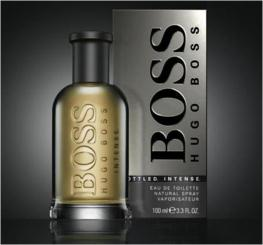 BOSS
HUGO BOSS
INTENSE
BOSS
HUGO BOSS
OTTLED. INTENSE.
EAU DE TOILETTE
NATURAL SPRAY
VAPORISATEUR
100 ml ℮ 3.3 FL.OZ.